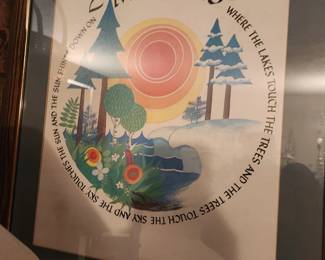 WHERE THE LAKES TOUCH THE TREES AND THE TREES TOUCH THE SKY AND THE SKY TOUCHES THE SUN AND THE SUN SHINES DOWN ON